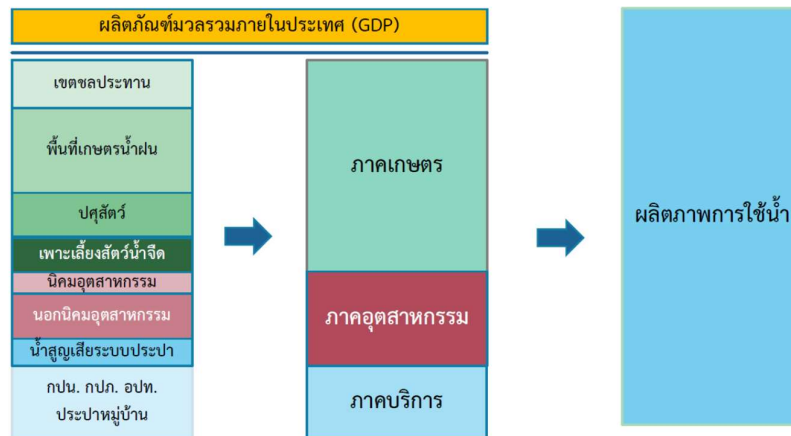 ผลิตภัณฑ์มวลรวมภายในประเทศ (GDP)
เขตชลประทาน
พื้นที่เกษตรน้ำฝน
ปศุสัตว์
เพาะเลี้ยงสัตว์น้ำจืด
นิคมอุตสาหกรรม
นอกนิคมอุตสาหกรรม
น้ำสูญเสียระบบประปา
กปน. กปภ. อปท.
ประปาหมู่บ้าน
ภาคเกษตร
ภาคอุตสาหกรรม
ภาคบริการ
ผลิตภาพการใช้น้ำ